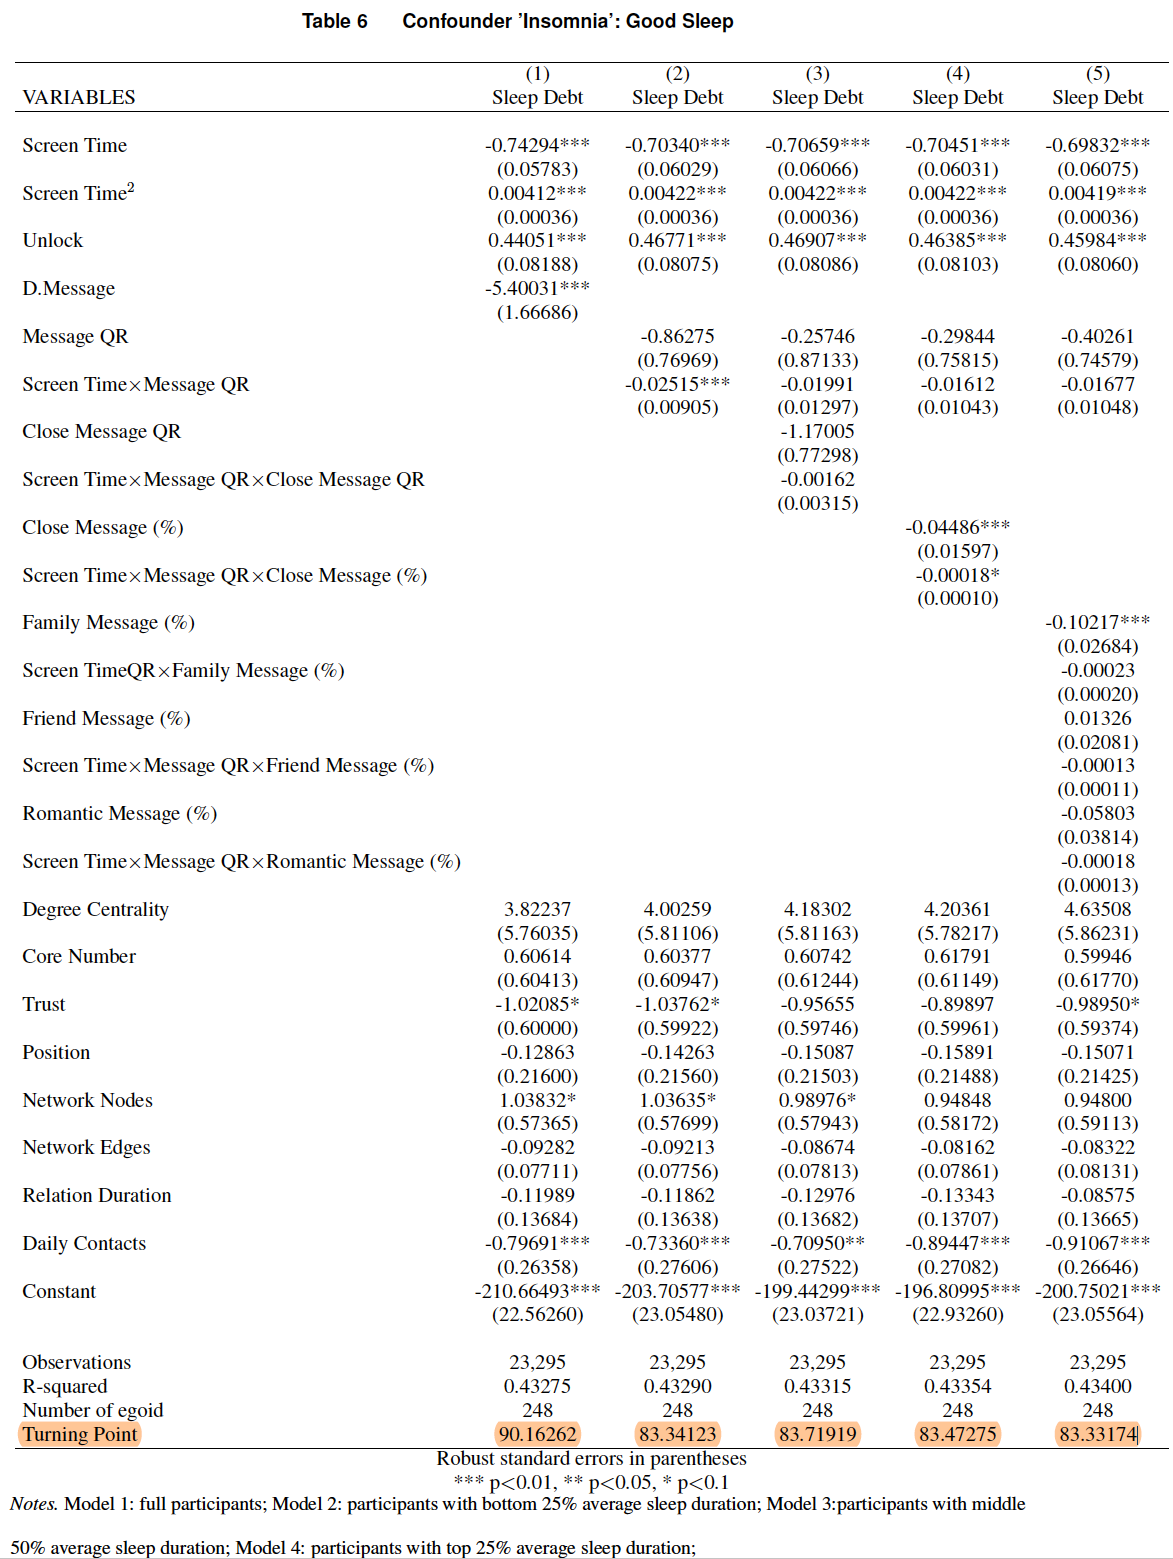 Table 6 Confounder ’Insomnia’: Good Sleep
(1) (2) (3) (4) (5)
VARIABLES Sleep Debt Sleep Debt Sleep Debt Sleep Debt Sleep Debt
Screen Time -0.74294*** -0.70340*** -0.70659*** -0.70451*** -0.69832***
(0.05783) (0.06029) (0.06066) (0.06031) (0.06075)
Screen Time² 0.00412*** 0.00422*** 0.00422*** 0.00422*** 0.00419***
(0.00036) (0.00036) (0.00036) (0.00036) (0.00036)
Unlock 0.44051*** 0.46771*** 0.46907*** 0.46385*** 0.45984***
(0.08188) (0.08075) (0.08086) (0.08103) (0.08060)
D.Message -5.40031***
(1.66686)
Message QR -0.86275 -0.25746 -0.29844 -0.40261
(0.76969) (0.87133) (0.75815) (0.74579)
Screen Time×Message QR -0.02515*** -0.01991 -0.01612 -0.01677
(0.00905) (0.01297) (0.01043) (0.01048)
Close Message QR -1.17005
(0.77298)
Screen Time×Message QR×Close Message QR -0.00162
(0.00315)
Close Message (%) -0.04486***
(0.01597)
Screen Time×Message QR×Close Message (%) -0.00018*
(0.00010)
Family Message (%) -0.10217***
(0.02684)
Screen TimeQR×Family Message (%) -0.00023
(0.00020)
Friend Message (%) 0.01326
(0.02081)
Screen Time×Message QR×Friend Message (%) -0.00013
(0.00011)
Romantic Message (%) -0.05803
(0.03814)
Screen Time×Message QR×Romantic Message (%) -0.00018
(0.00013)
Degree Centrality 3.82237 4.00259 4.18302 4.20361 4.63508
(5.76035) (5.81106) (5.81163) (5.78217) (5.86231)
Core Number 0.60614 0.60377 0.60742 0.61791 0.59946
(0.60413) (0.60947) (0.61244) (0.61149) (0.61770)
Trust -1.02085* -1.03762* -0.95655 -0.89897 -0.98950*
(0.60000) (0.59922) (0.59746) (0.59961) (0.59374)
Position -0.12863 -0.14263 -0.15087 -0.15891 -0.15071
(0.21600) (0.21560) (0.21503) (0.21488) (0.21425)
Network Nodes 1.03832* 1.03635* 0.98976* 0.94848 0.94800
(0.57365) (0.57699) (0.57943) (0.58172) (0.59113)
Network Edges -0.09282 -0.09213 -0.08674 -0.08162 -0.08322
(0.07711) (0.07756) (0.07813) (0.07861) (0.08131)
Relation Duration -0.11989 -0.11862 -0.12976 -0.13343 -0.08575
(0.13684) (0.13638) (0.13682) (0.13707) (0.13665)
Daily Contacts -0.79691*** -0.73360*** -0.70950** -0.89447*** -0.91067***
(0.26358) (0.27606) (0.27522) (0.27082) (0.26646)
Constant -210.66493*** -203.70577*** -199.44299*** -196.80995*** -200.75021***
(22.56260) (23.05480) (23.03721) (22.93260) (23.05564)
Observations 23,295 23,295 23,295 23,295 23,295
R-squared 0.43275 0.43290 0.43315 0.43354 0.43400
Number of egoid 248 248 248 248 248
Turning Point 90.16262 83.34123 83.71919 83.47275 83.33174
Robust standard errors in parentheses
*** p<0.01, ** p<0.05, * p<0.1
Notes. Model 1: full participants; Model 2: participants with bottom 25% average sleep duration; Model 3:participants with middle
50% average sleep duration; Model 4: participants with top 25% average sleep duration;